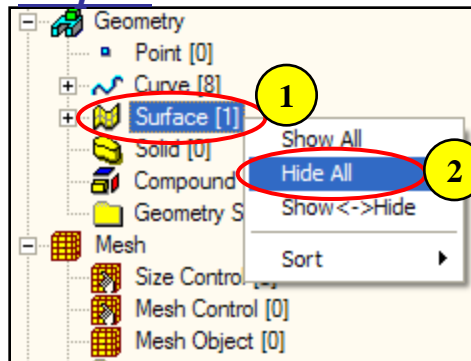 Geometry
Point [0]
Curve [8]
1
Surface [1]
Show All
Solid [0]
Hide All
2
Compound
Show<->Hide
Geometry S
Mesh
Sort
Size Control
Mesh Control [0]
Mesh Object [0]